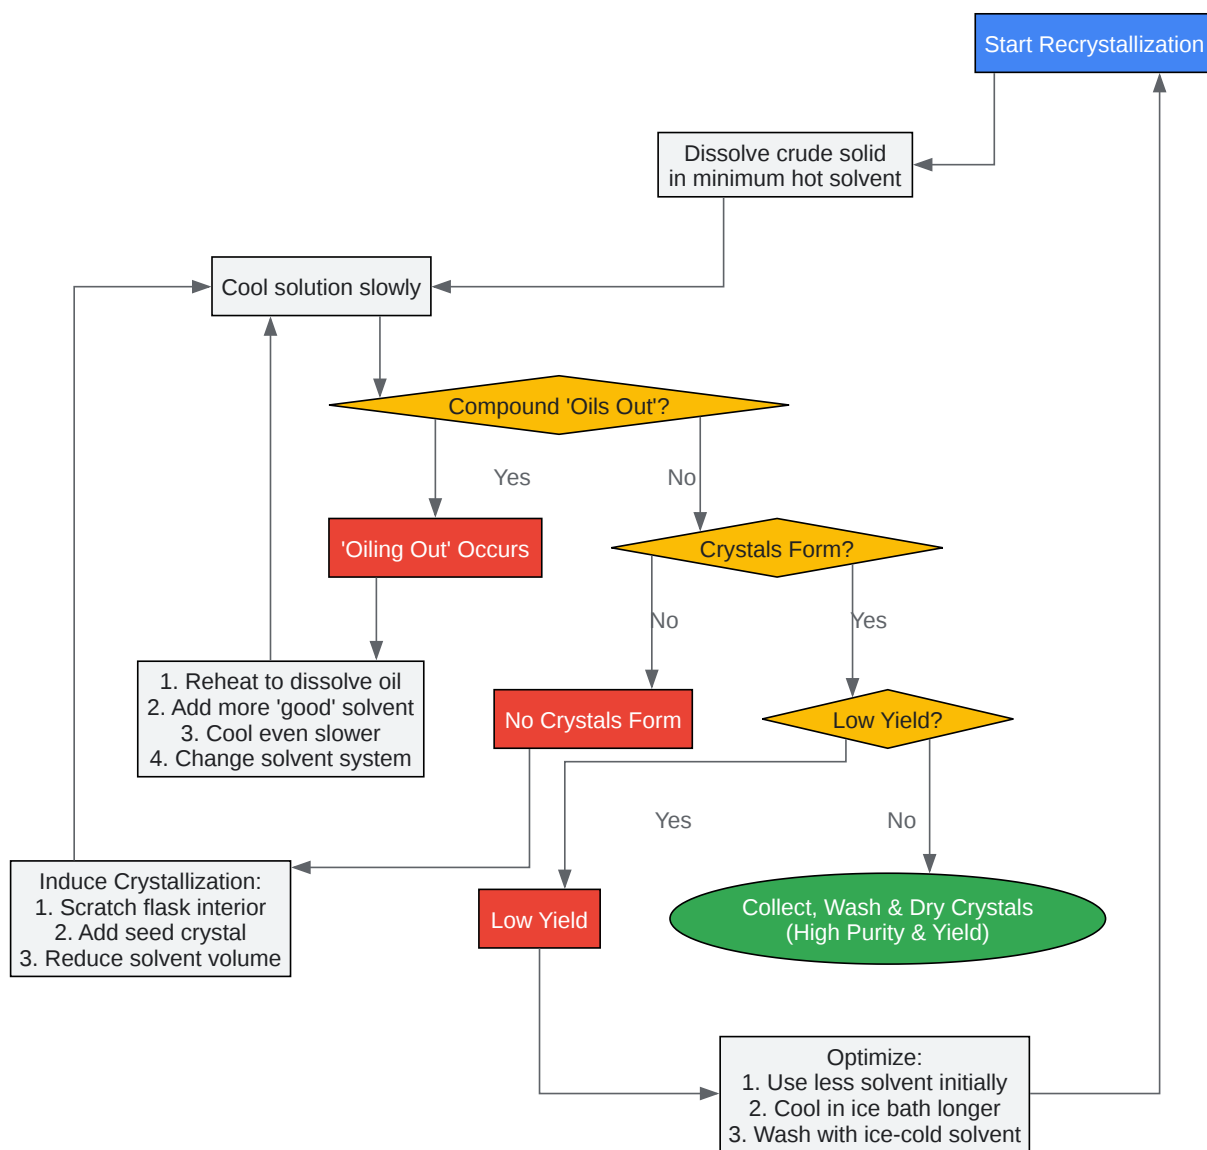 Start Recrystallization
Dissolve crude solid
in minimum hot solvent
Cool solution slowly
Compound 'Oils Out'?
Yes
No
'Oiling Out' Occurs
Crystals Form?
No
Yes
1. Reheat to dissolve oil
2. Add more 'good' solvent
3. Cool even slower
4. Change solvent system
No Crystals Form
Low Yield?
Yes
No
Induce Crystallization:
1. Scratch flask interior
2. Add seed crystal
3. Reduce solvent volume
Low Yield
Collect, Wash & Dry Crystals
(High Purity & Yield)
Optimize:
1. Use less solvent initially
2. Cool in ice bath longer
3. Wash with ice-cold solvent